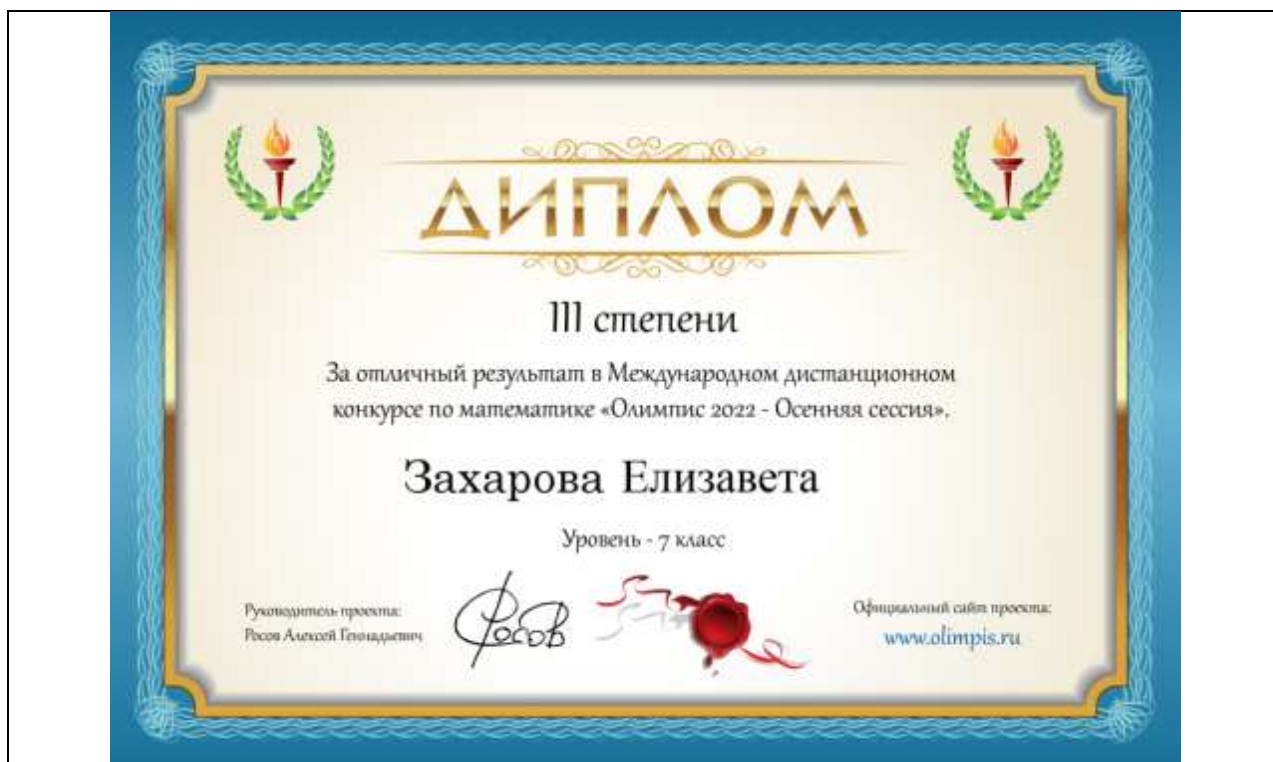 ДИПЛОМ
III степени
За отличный результат в Международном дистанционном
конкурсе по математике «Олимпис 2022 - Осенняя сессия».
Захарова Елизавета
Уровень - 7 класс
Руководитель проекта:
Росов Алексей Геннадьевич
Росов
Официальный сайт проекта:
www.olimpis.ru